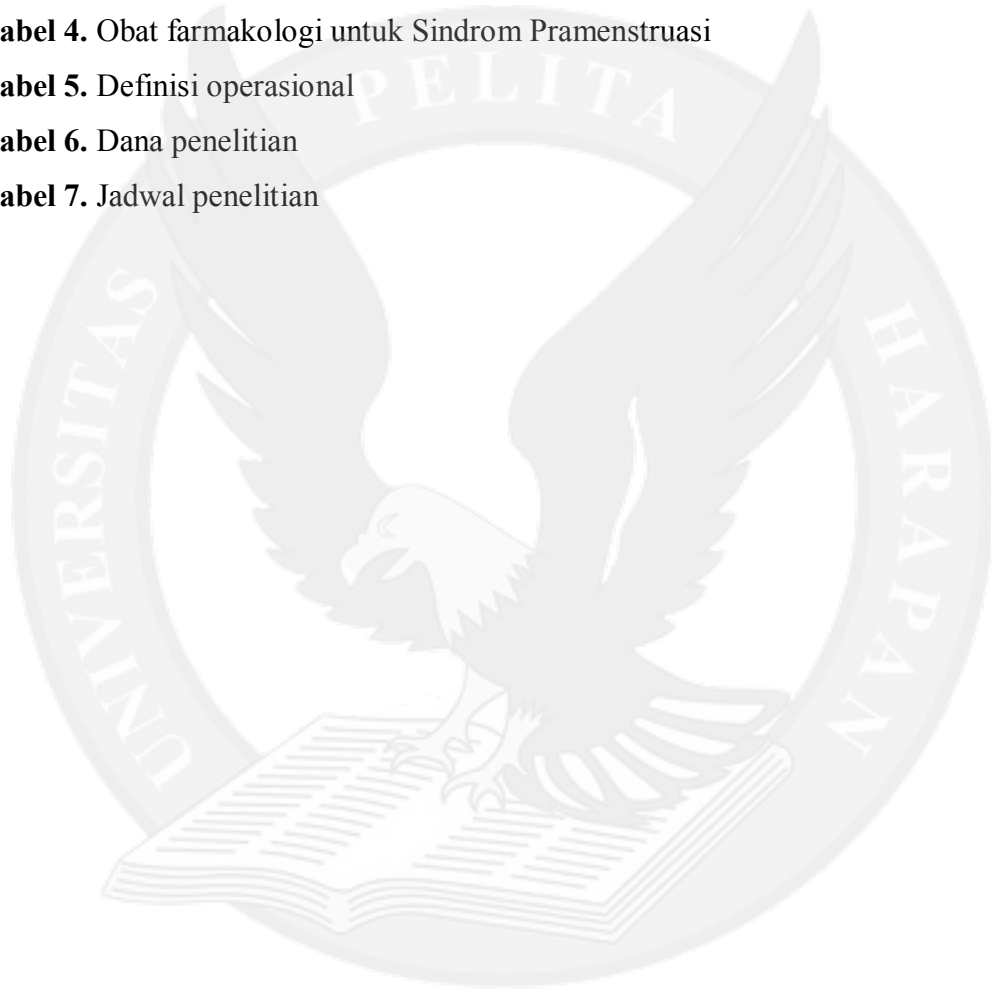 abel 4. Obat farmakologi untuk Sindrom Pramenstruasi
abel 5. Definisi operasional
abel 6. Dana penelitian
abel 7. Jadwal penelitian
UNIVERSITAS PELITA HARAPAN